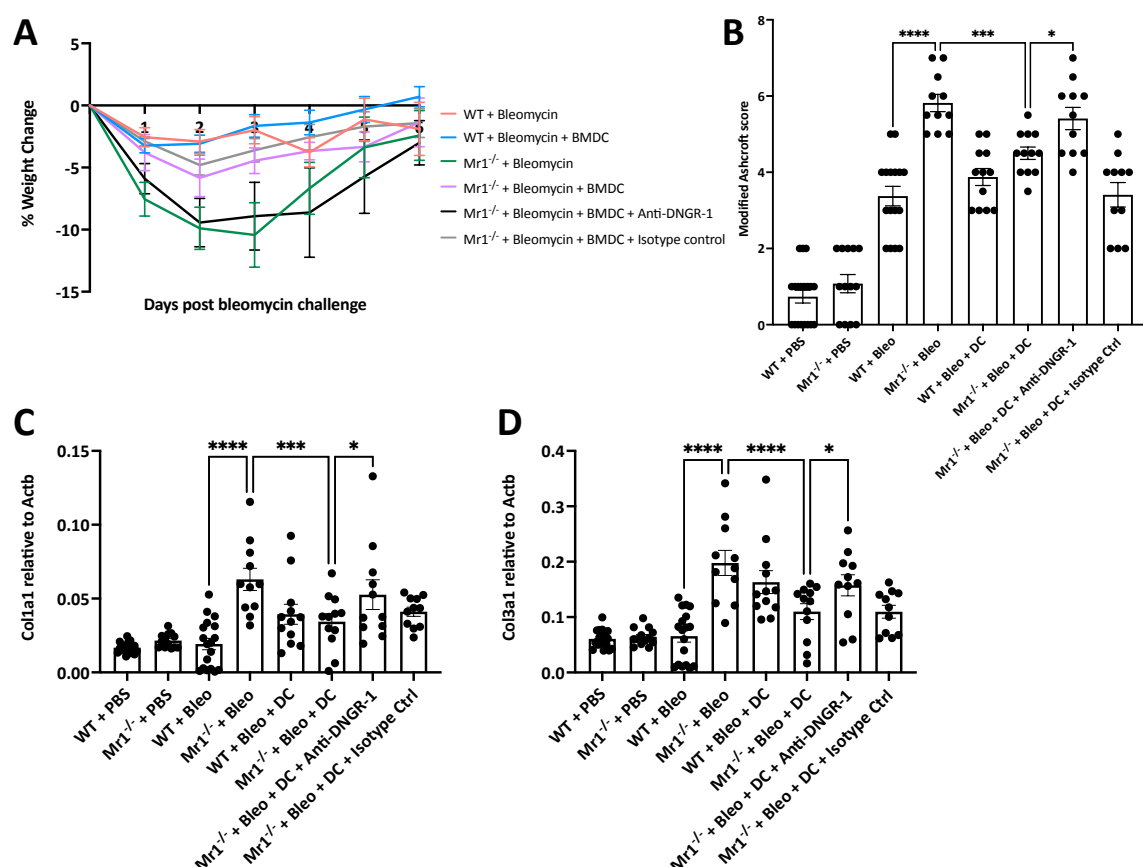 A
5
0
-5
-10
-15
% Weight Change
1
2
3
4
5
6
Days post bleomycin challenge
WT + Bleomycin
WT + Bleomycin + BMDC
Mr1⁻/⁻ + Bleomycin
Mr1⁻/⁻ + Bleomycin + BMDC
Mr1⁻/⁻ + Bleomycin + BMDC + Anti-DNGR-1
Mr1⁻/⁻ + Bleomycin + BMDC + Isotype control
B
**** *** *
8
6
4
2
0
Modified Ashcroft score
WT + PBS
Mr1⁻/⁻ + PBS
WT + Bleo
Mr1⁻/⁻ + Bleo
WT + Bleo + DC
Mr1⁻/⁻ + Bleo + DC
Mr1⁻/⁻ + Bleo + DC + Anti-DNGR-1
Mr1⁻/⁻ + Bleo + DC + Isotype Ctrl
C
**** *** *
0.15
0.10
0.05
0.00
Col1a1 relative to Actb
WT + PBS
Mr1⁻/⁻ + PBS
WT + Bleo
Mr1⁻/⁻ + Bleo
WT + Bleo + DC
Mr1⁻/⁻ + Bleo + DC
Mr1⁻/⁻ + Bleo + DC + Anti-DNGR-1
Mr1⁻/⁻ + Bleo + DC + Isotype Ctrl
D
**** **** *
0.4
0.3
0.2
0.1
0.0
Col3a1 relative to Actb
WT + PBS
Mr1⁻/⁻ + PBS
WT + Bleo
Mr1⁻/⁻ + Bleo
WT + Bleo + DC
Mr1⁻/⁻ + Bleo + DC
Mr1⁻/⁻ + Bleo + DC + Anti-DNGR-1
Mr1⁻/⁻ + Bleo + DC + Isotype Ctrl